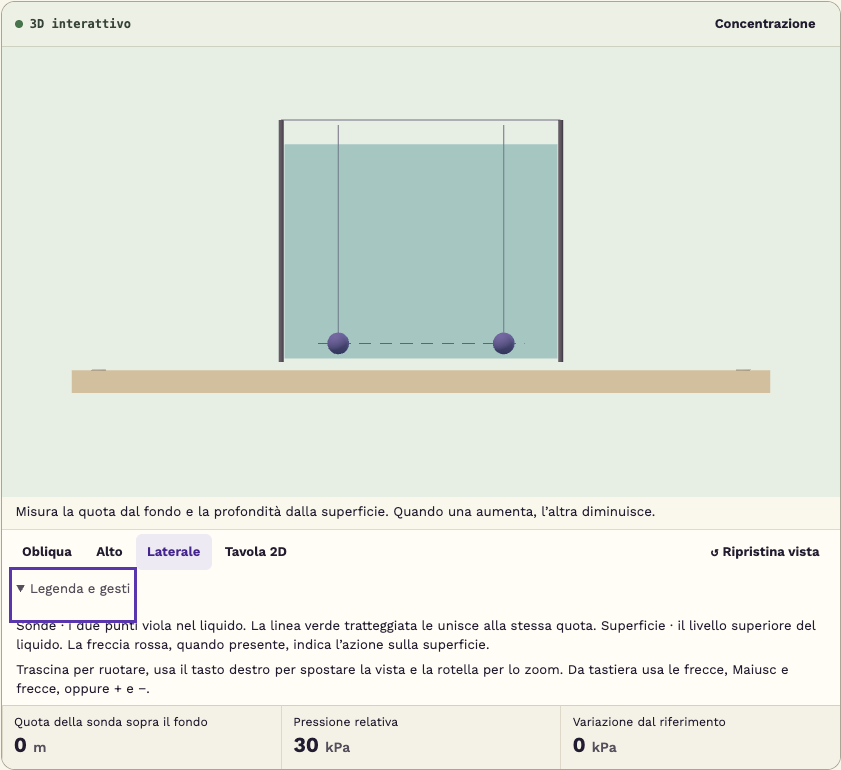 3D interattivo
Concentrazione
Misura la quota dal fondo e la profondità dalla superficie. Quando una aumenta, l'altra diminuisce.
Obliqua Alto Laterale Tavola 2D
↺ Ripristina vista
▼ Legenda e gesti
Sonde · i due punti viola nel liquido. La linea verde tratteggiata le unisce alla stessa quota. Superficie · il livello superiore del
liquido. La freccia rossa, quando presente, indica l'azione sulla superficie.
Trascina per ruotare, usa il tasto destro per spostare la vista e la rotella per lo zoom. Da tastiera usa le frecce, Maiusc e
frecce, oppure + e −.
Quota della sonda sopra il fondo
0 m
Pressione relativa
30 kPa
Variazione dal riferimento
0 kPa